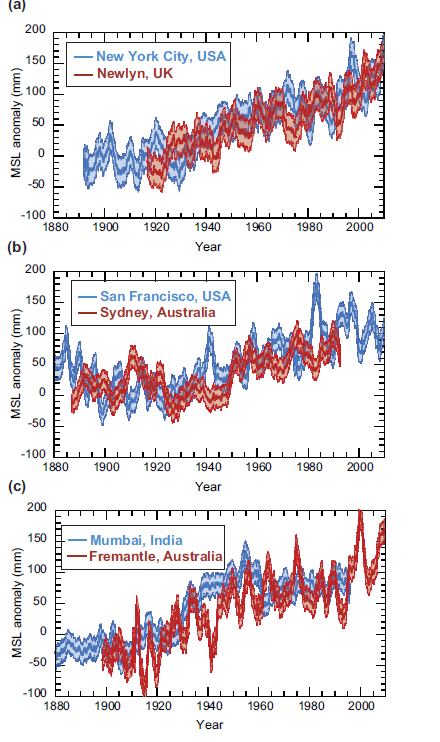 (a)
200
150
100
50
0
-50
-100
MSL anomaly (mm)
New York City, USA
Newlyn, UK
1880 1900 1920 1940 1960 1980 2000
Year
(b)
200
150
100
50
0
-50
-100
MSL anomaly (mm)
San Francisco, USA
Sydney, Australia
1880 1900 1920 1940 1960 1980 2000
Year
(c)
200
150
100
50
0
-50
-100
MSL anomaly (mm)
Mumbai, India
Fremantle, Australia
1880 1900 1920 1940 1960 1980 2000
Year